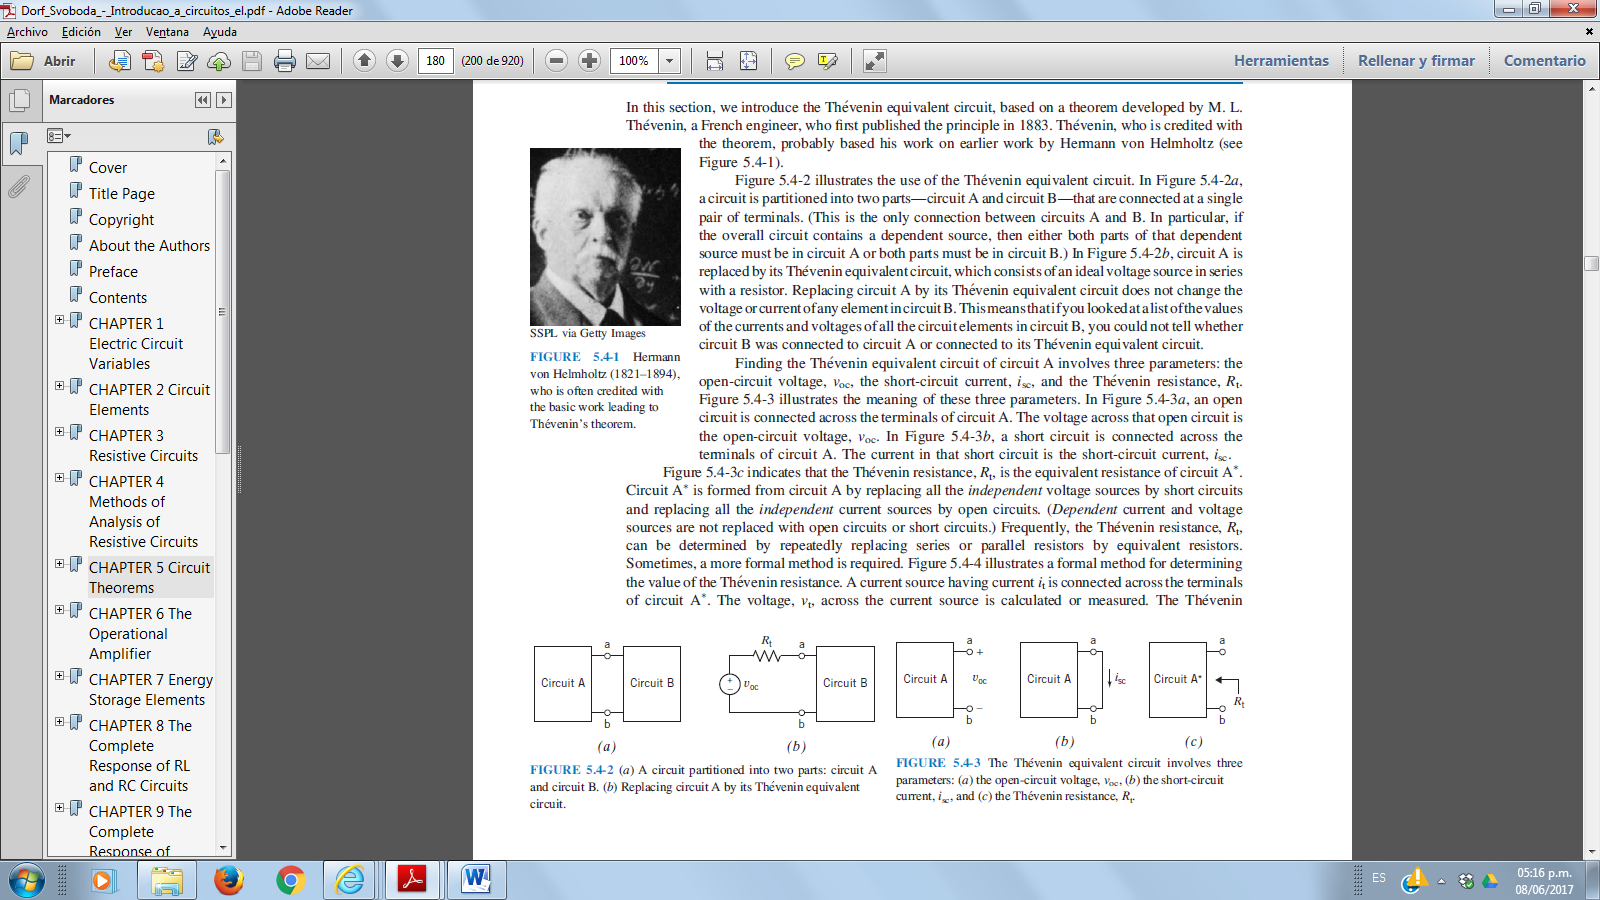 Dorf_Svoboda_-_Introducao_a_circuitos_el.pdf - Adobe Reader
Archivo Edición Ver Ventana Ayuda
Abrir 180 (200 de 920) 100% Herramientas Rellenar y firmar Comentario
Marcadores
Cover
Title Page
Copyright
About the Authors
Preface
Contents
CHAPTER 1
Electric Circuit
Variables
CHAPTER 2 Circuit
Elements
CHAPTER 3
Resistive Circuits
CHAPTER 4
Methods of
Analysis of
Resistive Circuits
CHAPTER 5 Circuit
Theorems
CHAPTER 6 The
Operational
Amplifier
CHAPTER 7 Energy
Storage Elements
CHAPTER 8 The
Complete
Response of RL
and RC Circuits
CHAPTER 9 The
Complete
Response of
In this section, we introduce the Thévenin equivalent circuit, based on a theorem developed by M. L.
Thévenin, a French engineer, who first published the principle in 1883. Thévenin, who is credited with
the theorem, probably based his work on earlier work by Hermann von Helmholtz (see
Figure 5.4-1).
Figure 5.4-2 illustrates the use of the Thévenin equivalent circuit. In Figure 5.4-2a,
a circuit is partitioned into two parts—circuit A and circuit B—that are connected at a single
pair of terminals. (This is the only connection between circuits A and B. In particular, if
the overall circuit contains a dependent source, then either both parts of that dependent
source must be in circuit A or both parts must be in circuit B.) In Figure 5.4-2b, circuit A is
replaced by its Thévenin equivalent circuit, which consists of an ideal voltage source in series
with a resistor. Replacing circuit A by its Thévenin equivalent circuit does not change the
voltage or current of any element in circuit B. This means that if you looked at a list of the values
of the currents and voltages of all the circuit elements in circuit B, you could not tell whether
circuit B was connected to circuit A or connected to its Thévenin equivalent circuit.
Finding the Thévenin equivalent circuit of circuit A involves three parameters: the
open-circuit voltage, voc, the short-circuit current, isc, and the Thévenin resistance, Rt.
Figure 5.4-3 illustrates the meaning of these three parameters. In Figure 5.4-3a, an open
circuit is connected across the terminals of circuit A. The voltage across that open circuit is
the open-circuit voltage, voc. In Figure 5.4-3b, a short circuit is connected across the
terminals of circuit A. The current in that short circuit is the short-circuit current, isc.
Figure 5.4-3c indicates that the Thévenin resistance, Rt, is the equivalent resistance of circuit A*.
Circuit A* is formed from circuit A by replacing all the independent voltage sources by short circuits
and replacing all the independent current sources by open circuits. (Dependent current and voltage
sources are not replaced with open circuits or short circuits.) Frequently, the Thévenin resistance, Rt,
can be determined by repeatedly replacing series or parallel resistors by equivalent resistors.
Sometimes, a more formal method is required. Figure 5.4-4 illustrates a formal method for determining
the value of the Thévenin resistance. A current source having current it is connected across the terminals
of circuit A*. The voltage, vt, across the current source is calculated or measured. The Thévenin
SSPL via Getty Images
FIGURE 5.4-1 Hermann
von Helmholtz (1821–1894),
who is often credited with
the basic work leading to
Thévenin's theorem.
a
Circuit A Circuit B
b
(a)
Rt a
+ − voc Circuit B
b
(b)
FIGURE 5.4-2 (a) A circuit partitioned into two parts: circuit A
and circuit B. (b) Replacing circuit A by its Thévenin equivalent
circuit.
a +
Circuit A voc
−
b
(a)
a
Circuit A isc
b
(b)
a
Circuit A*
Rt
b
(c)
FIGURE 5.4-3 The Thévenin equivalent circuit involves three
parameters: (a) the open-circuit voltage, voc, (b) the short-circuit
current, isc, and (c) the Thévenin resistance, Rt.
ES
05:16 p.m.
08/06/2017